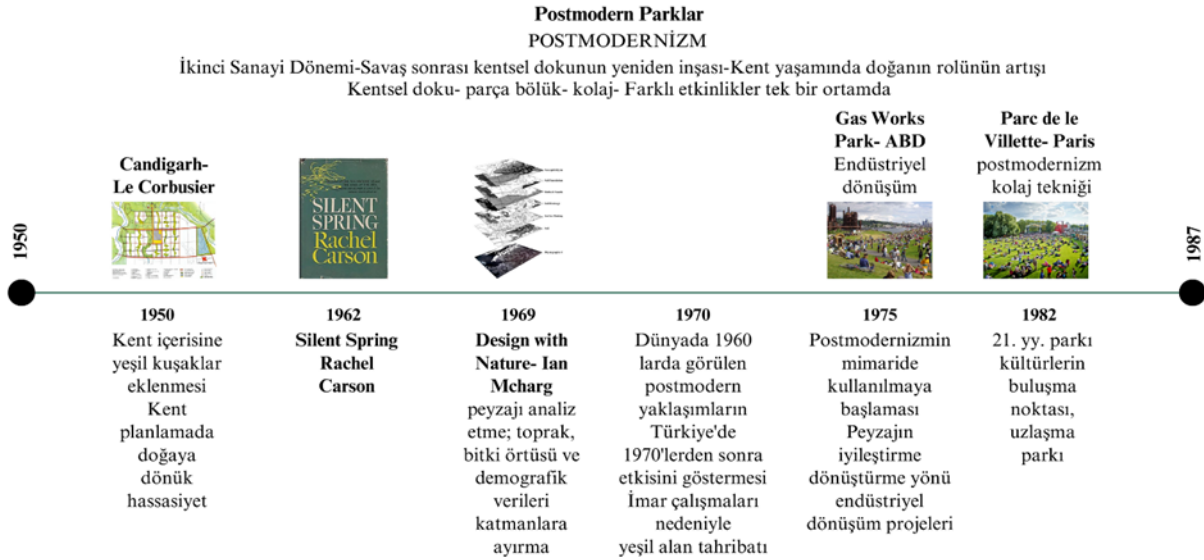 Postmodern Parklar
POSTMODERNİZM
İkinci Sanayi Dönemi-Savaş sonrası kentsel dokunun yeniden inşası-Kent yaşamında doğanın rolünün artışı
Kentsel doku- parça bölük- kolaj- Farklı etkinlikler tek bir ortamda
1950
Candigarh-
Le Corbusier
1950
Kent içerisine
yeşil kuşaklar
eklenmesi
Kent
planlamada
doğaya
dönük
hassasiyet
SILENT
SPRING
Rachel
Carson
1962
Silent Spring
Rachel
Carson
1969
Design with
Nature- Ian
Mcharg
peyzajı analiz
etme; toprak,
bitki örtüsü ve
demografik
verileri
katmanlara
ayırma
1970
Dünyada 1960
larda görülen
postmodern
yaklaşımların
Türkiye'de
1970'lerden sonra
etkisini göstermesi
İmar çalışmaları
nedeniyle
yeşil alan tahribatı
Gas Works
Park- ABD
Endüstriyel
dönüşüm
1975
Postmodernizmin
mimaride
kullanılmaya
başlaması
Peyzajın
iyileştirme
dönüştürme yönü
endüstriyel
dönüşüm projeleri
Parc de le
Villette- Paris
postmodernizm
kolaj tekniği
1982
21. yy. parkı
kültürlerin
buluşma
noktası,
uzlaşma
parkı
1987